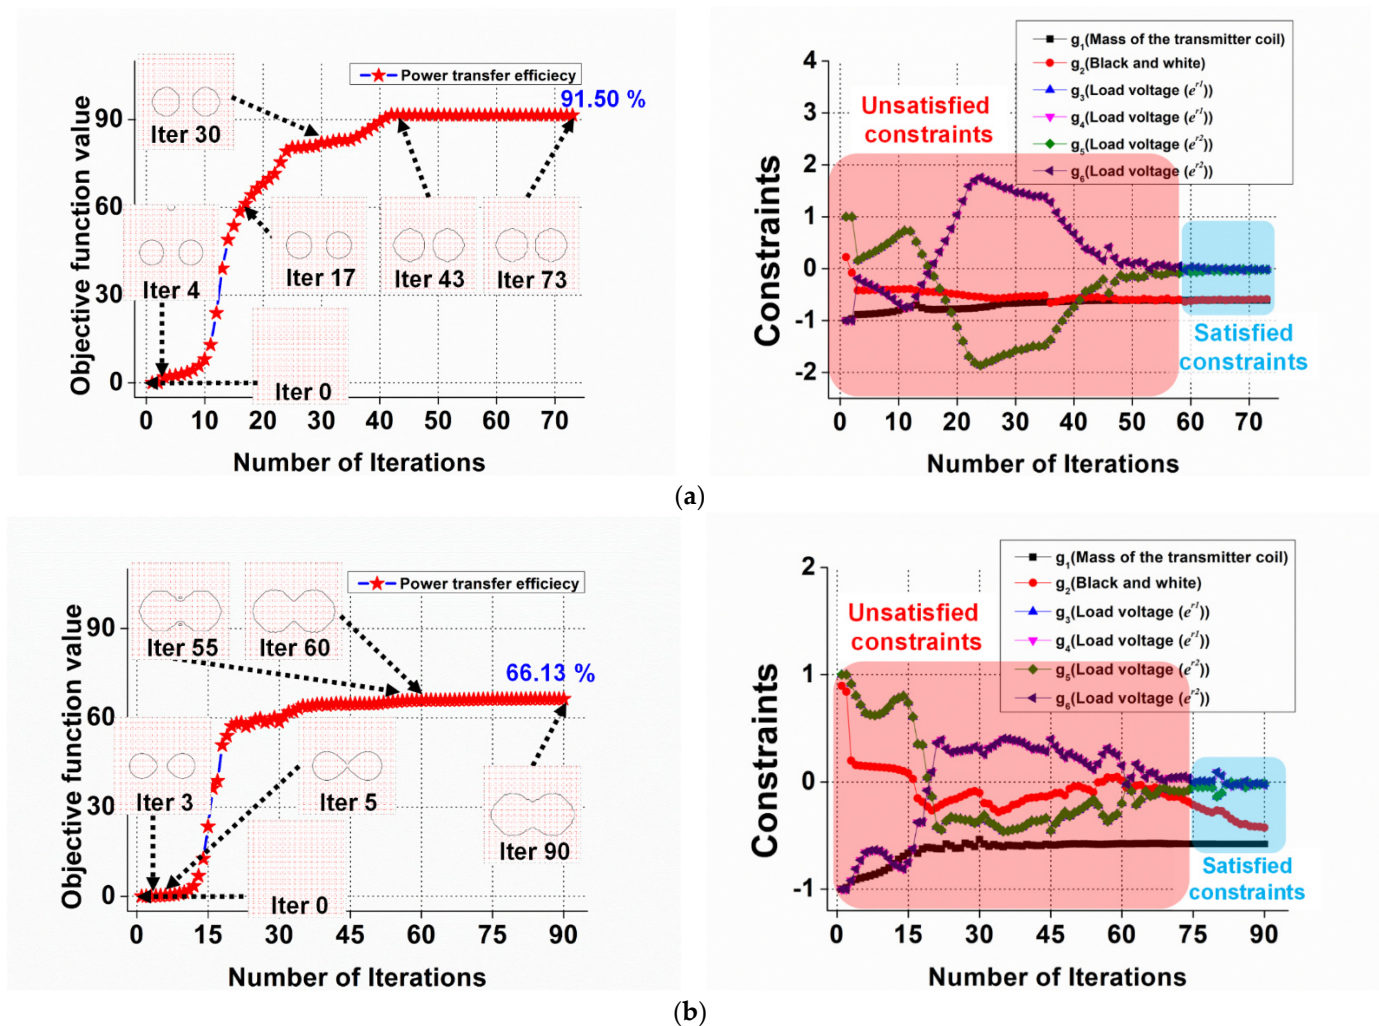 Objective function value
90
60
30
0
0 10 20 30 40 50 60 70
Number of Iterations
Power transfer efficiecy
91.50 %
Iter 30
Iter 4
Iter 17
Iter 43
Iter 73
Iter 0
Constraints
4
3
2
1
0
-1
-2
0 10 20 30 40 50 60 70
Number of Iterations
g1(Mass of the transmitter coil)
g2(Black and white)
g3(Load voltage (e^r1))
g4(Load voltage (e^r1))
g5(Load voltage (e^r2))
g6(Load voltage (e^r2))
Unsatisfied
constraints
Satisfied
constraints
(a)
Objective function value
90
60
30
0
0 15 30 45 60 75 90
Number of Iterations
Power transfer efficiecy
66.13 %
Iter 55
Iter 60
Iter 3
Iter 5
Iter 0
Iter 90
Constraints
2
1
0
-1
0 15 30 45 60 75 90
Number of Iterations
g1(Mass of the transmitter coil)
g2(Black and white)
g3(Load voltage (e^r1))
g4(Load voltage (e^r1))
g5(Load voltage (e^r2))
g6(Load voltage (e^r2))
Unsatisfied
constraints
Satisfied
constraints
(b)